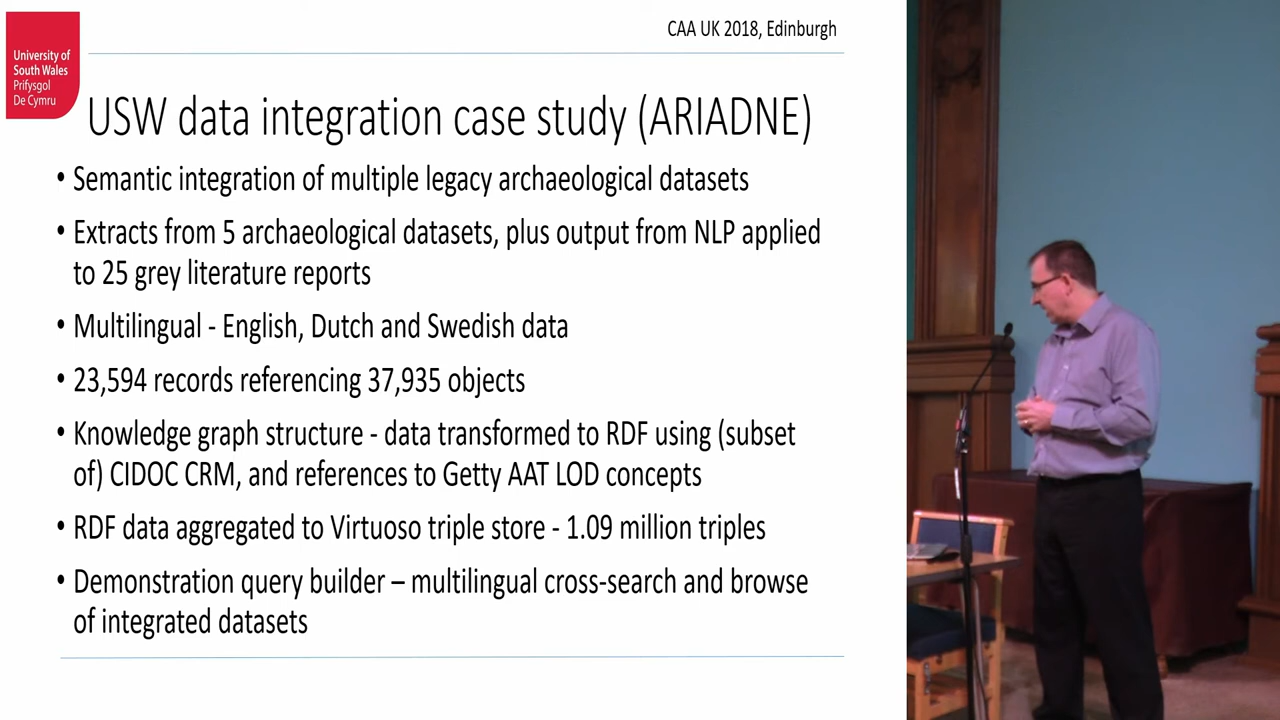 CAA UK 2018, Edinburgh
University of
South Wales
Prifysgol
De Cymru
USW data integration case study (ARIADNE)
• Semantic integration of multiple legacy archaeological datasets
• Extracts from 5 archaeological datasets, plus output from NLP applied
to 25 grey literature reports
• Multilingual - English, Dutch and Swedish data
• 23,594 records referencing 37,935 objects
• Knowledge graph structure - data transformed to RDF using (subset
of) CIDOC CRM, and references to Getty AAT LOD concepts
• RDF data aggregated to Virtuoso triple store - 1.09 million triples
• Demonstration query builder – multilingual cross-search and browse
of integrated datasets